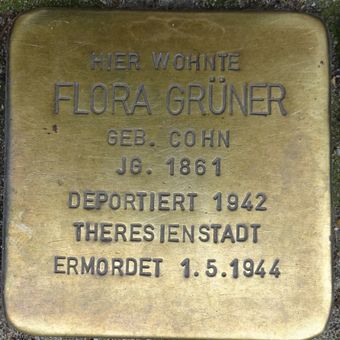 HIER WOHNTE
FLORA GRÜNER
GEB. COHN
JG. 1861
DEPORTIERT 1942
THERESIENSTADT
ERMORDET 1.5.1944